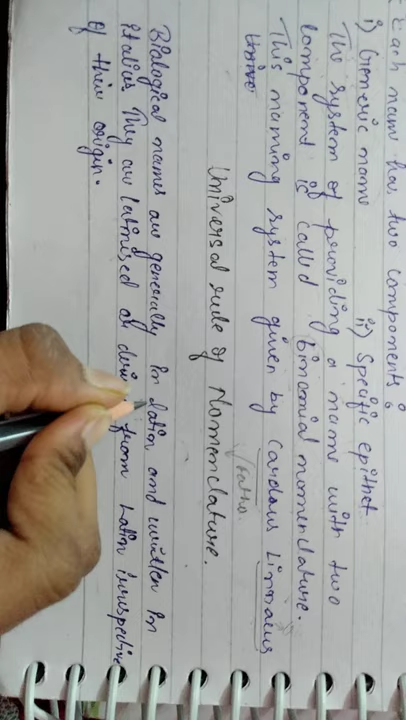 Each name has two components:
i) Generic name ii) Specific epithet
The system of providing a name with two
component is called binomial nomenclature.
This naming system given by Carolous Linnaeus
Universal rule of Nomenclature.
Biological names are generally in latin and written in
italics. They are latinised or from Latin irrespective
of their origin.